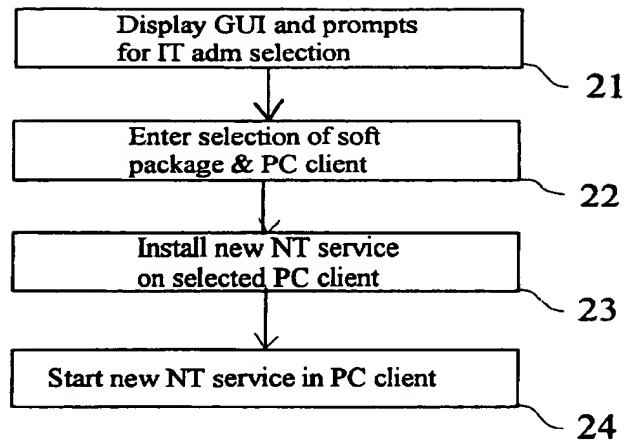 Display GUI and prompts
for IT adm selection
21
Enter selection of soft
package & PC client
22
Install new NT service
on selected PC client
23
Start new NT service in PC client
24